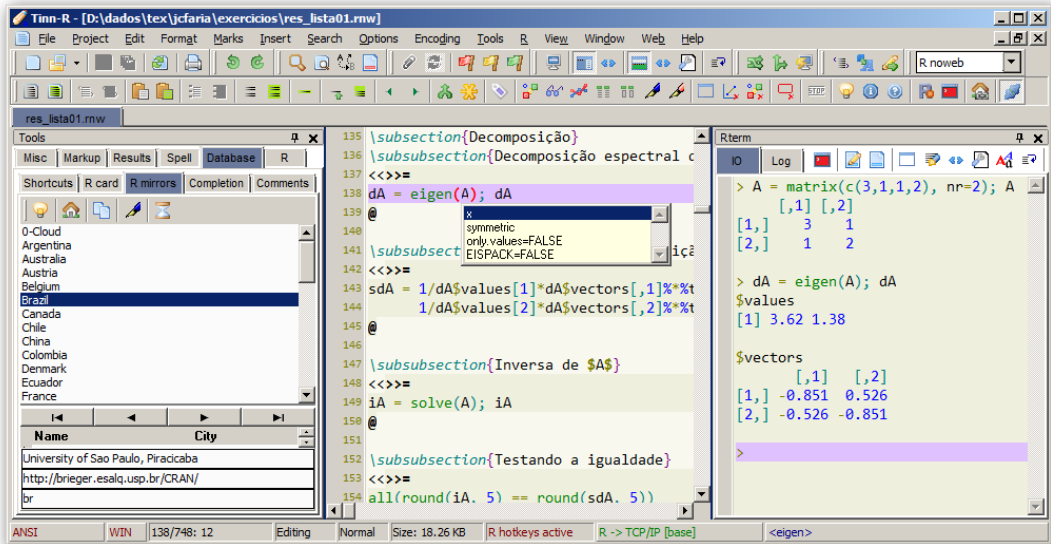 Tinn-R - [D:\dados\tex\jcfaria\exercicios\res_lista01.rnw]
File Project Edit Format Marks Insert Search Options Encoding Tools R View Window Web Help
R noweb
res_lista01.rnw
Tools
Misc Markup Results Spell Database R
Shortcuts R card R mirrors Completion Comments
0-Cloud
Argentina
Australia
Austria
Belgium
Brazil
Canada
Chile
China
Colombia
Denmark
Ecuador
France
Name City
University of Sao Paulo, Piracicaba
http://brieger.esalq.usp.br/CRAN/
br
135 \subsection{Decomposição}
136 \subsubsection{Decomposição espectral
137 <<>>=
138 dA = eigen(A); dA
139 @
x
symmetric
only.values=FALSE
EISPACK=FALSE
140
141 \subsubsect
142 <<>>=
143 sdA = 1/dA$values[1]*dA$vectors[,1]%*%t
144 1/dA$values[2]*dA$vectors[,2]%*%t
145 @
146
147 \subsubsection{Inversa de $A$}
148 <<>>=
149 iA = solve(A); iA
150 @
151
152 \subsubsection{Testando a igualdade}
153 <<>>=
154 all(round(iA, 5) == round(sdA, 5))
Rterm
IO Log
> A = matrix(c(3,1,1,2), nr=2); A
[,1] [,2]
[1,] 3 1
[2,] 1 2
> dA = eigen(A); dA
$values
[1] 3.62 1.38
$vectors
[,1] [,2]
[1,] -0.851 0.526
[2,] -0.526 -0.851
>
ANSI WIN 138/748: 12 Editing Normal Size: 18.26 KB R hotkeys active R -> TCP/IP [base] <eigen>